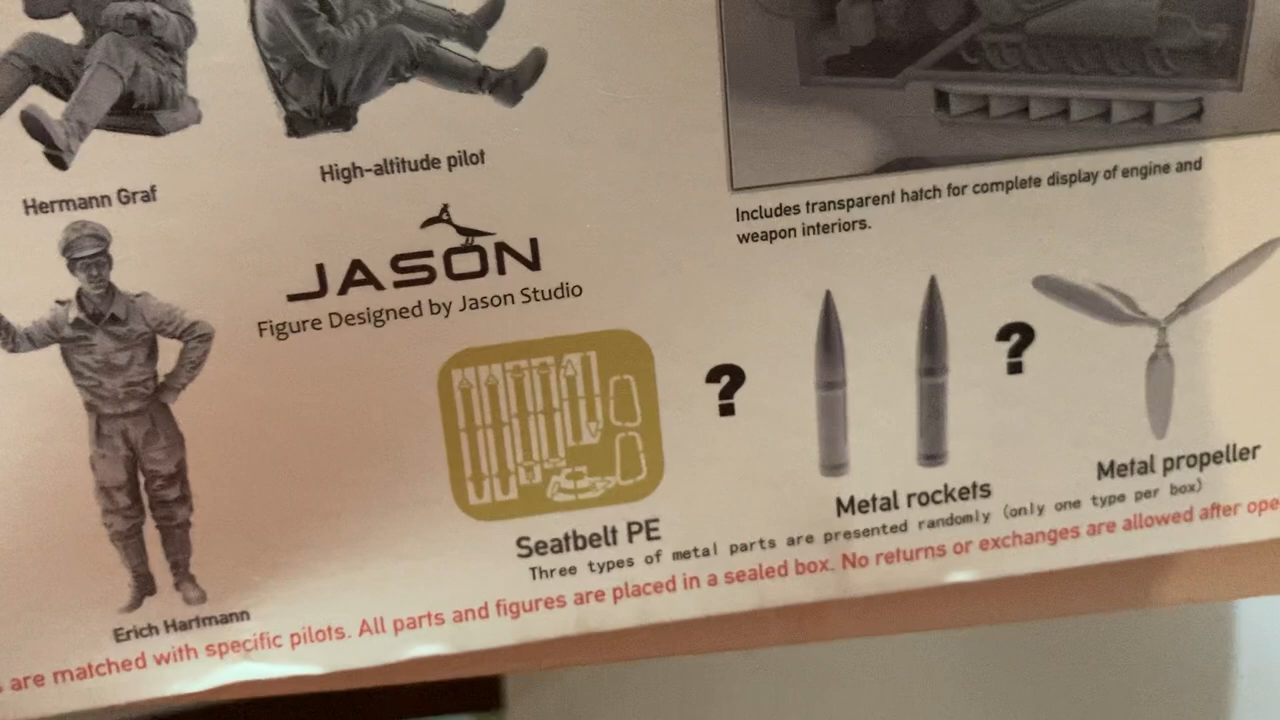 High-altitude pilot
Hermann Graf
Includes transparent hatch for complete display of engine and
weapon interiors.
JASON
Figure Designed by Jason Studio
?
?
Metal propeller
Metal rockets
Seatbelt PE
Three types of metal parts are presented randomly (only one type per box)
Erich Hartmann
are matched with specific pilots. All parts and figures are placed in a sealed box. No returns or exchanges are allowed after